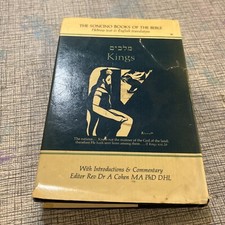 THE SONCINO BOOKS OF THE BIBLE
Hebrew text & English translation
מלכים
Kings
With Introductions & Commentary
Editor Rev Dr A Cohen MA PhD DHL